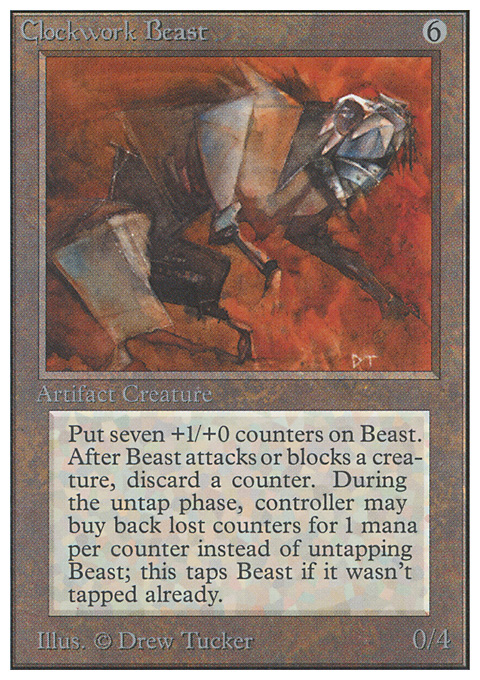 Clockwork Beast 6
DT
Artifact Creature
Put seven +1/+0 counters on Beast.
After Beast attacks or blocks a crea-
ture, discard a counter. During
the untap phase, controller may
buy back lost counters for 1 mana
per counter instead of untapping
Beast; this taps Beast if it wasn't
tapped already.
Illus. © Drew Tucker 0/4